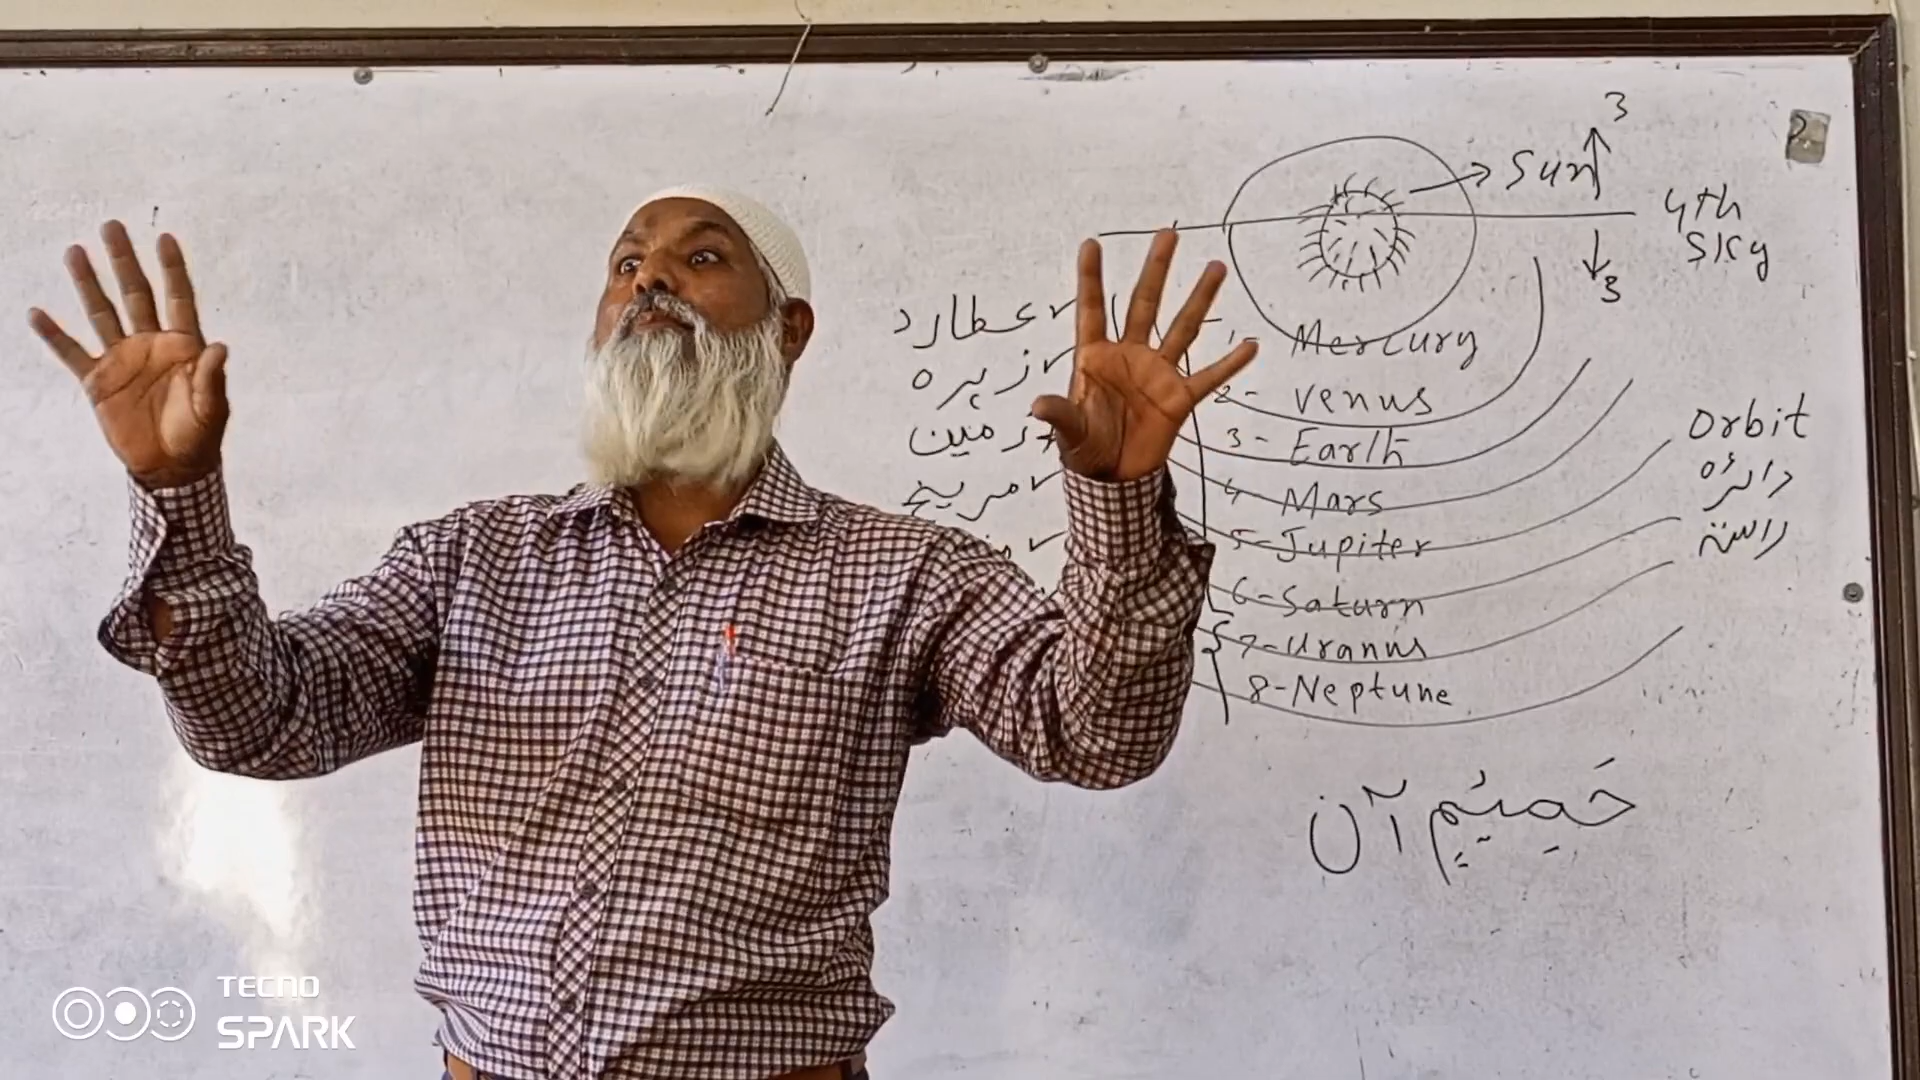 3
→ Sun
4th
Sky
3
عطارد
1- Mercury
زہرہ
2- Venus
زمین
3- Earth
مریخ
4- Mars
5- Jupiter
6- Saturn
7- Uranus
8- Neptune
Orbit
دائرہ
راستہ
TECNO
SPARK